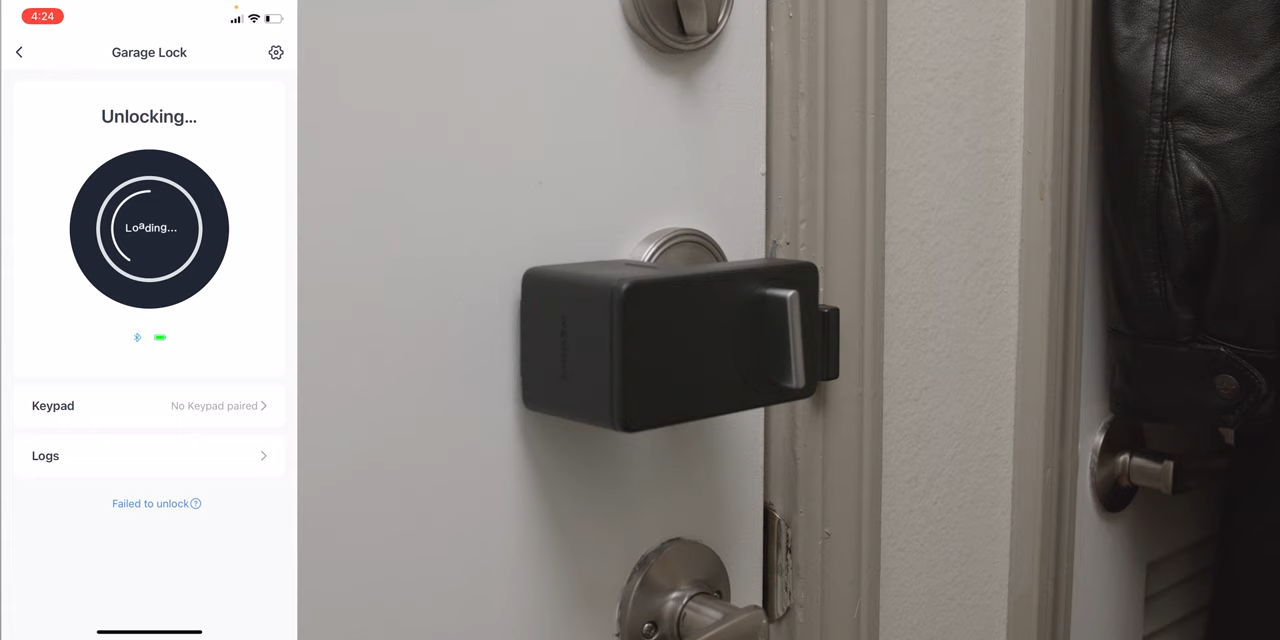 4:24
Garage Lock
Unlocking...
Loading...
Keypad
No Keypad paired
Logs
Failed to unlock